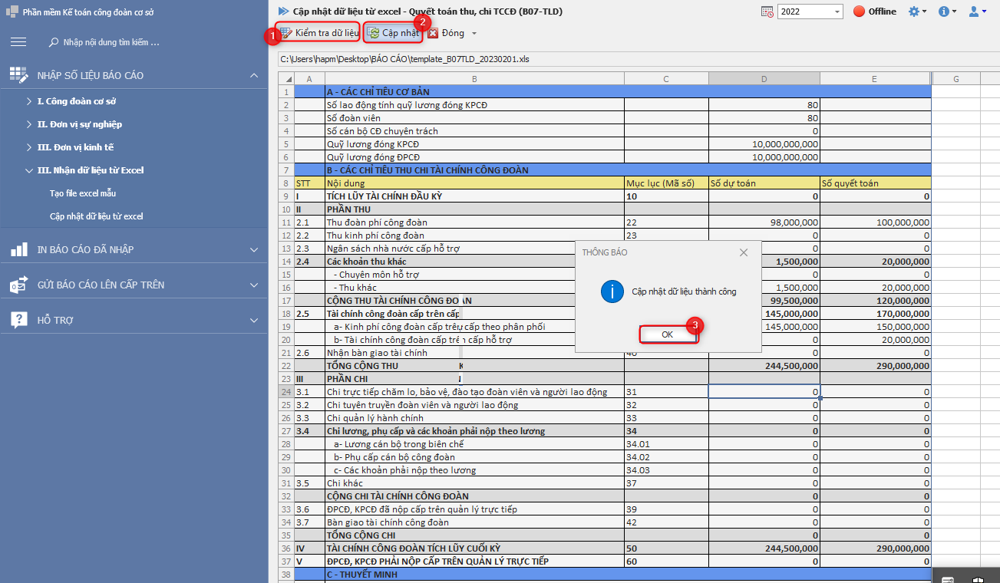 Phần mềm Kế toán công đoàn cơ sở
Nhập nội dung tìm kiếm ...
NHẬP SỐ LIỆU BÁO CÁO
I. Công đoàn cơ sở
II. Đơn vị sự nghiệp
III. Đơn vị kinh tế
III. Nhận dữ liệu từ Excel
Tạo file excel mẫu
Cập nhật dữ liệu từ excel
IN BÁO CÁO ĐÃ NHẬP
GỬI BÁO CÁO LÊN CẤP TRÊN
HỖ TRỢ
Cập nhật dữ liệu từ excel - Quyết toán thu, chi TCCĐ (B07-TLD)
2022
Offline
1
Kiểm tra dữ liệu
2
Cập nhật
Đóng
C:\Users\hapm\Desktop\BÁO CÁO\template_B07TLD_20230201.xls
A B C D E G
1 A - CÁC CHỈ TIÊU CƠ BẢN
2 Số lao động tính quỹ lương đóng KPCĐ 80
3 Số đoàn viên 80
4 Số cán bộ CĐ chuyên trách 0
5 Quỹ lương đóng KPCĐ 10,000,000,000
6 Quỹ lương đóng ĐPCĐ 10,000,000,000
7 B - CÁC CHỈ TIÊU THU CHI TÀI CHÍNH CÔNG ĐOÀN
8 STT Nội dung Mục lục (Mã số) Số dự toán Số quyết toán
9 I TÍCH LŨY TÀI CHÍNH ĐẦU KỲ 10 0 0
10 II PHẦN THU
11 2.1 Thu đoàn phí công đoàn 22 98,000,000 100,000,000
12 2.2 Thu kinh phí công đoàn 23 0 0
13 2.3 Ngân sách nhà nước cấp hỗ trợ 0 0
14 2.4 Các khoản thu khác 1,500,000 20,000,000
15 - Chuyên môn hỗ trợ 0 0
16 - Thu khác 1,500,000 20,000,000
17 CỘNG THU TÀI CHÍNH CÔNG ĐOÀN 99,500,000 120,000,000
18 2.5 Tài chính công đoàn cấp trên cấp 145,000,000 170,000,000
19 a- Kinh phí công đoàn cấp cấp theo phân phối 145,000,000 150,000,000
20 b- Tài chính công đoàn cấp trên cấp hỗ trợ 0 20,000,000
21 2.6 Nhận bàn giao tài chính 0 0
22 TỔNG CỘNG THU 244,500,000 290,000,000
23 III PHẦN CHI
24 3.1 Chi trực tiếp chăm lo, bảo vệ, đào tạo đoàn viên và người lao động 31 0 0
25 3.2 Chi tuyên truyền đoàn viên và người lao động 32 0 0
26 3.3 Chi quản lý hành chính 33 0 0
27 3.4 Chi lương, phụ cấp và các khoản phải nộp theo lương 34 0 0
28 a- Lương cán bộ trong biên chế 34.01 0 0
29 b- Phụ cấp cán bộ công đoàn 34.02 0 0
30 c- Các khoản phải nộp theo lương 34.03 0 0
31 3.5 Chi khác 37 0 0
32 CỘNG CHI TÀI CHÍNH CÔNG ĐOÀN 0 0
33 3.6 ĐPCĐ, KPCĐ đã nộp cấp trên quản lý trực tiếp 39 0 0
34 3.7 Bàn giao tài chính công đoàn 42 0 0
35 TỔNG CỘNG CHI 0 0
36 IV TÀI CHÍNH CÔNG ĐOÀN TÍCH LŨY CUỐI KỲ 50 244,500,000 290,000,000
37 V ĐPCĐ, KPCĐ PHẢI NỘP CẤP TRÊN QUẢN LÝ TRỰC TIẾP 60 0 0
38 C - THUYẾT MINH
THÔNG BÁO
Cập nhật dữ liệu thành công
3
OK